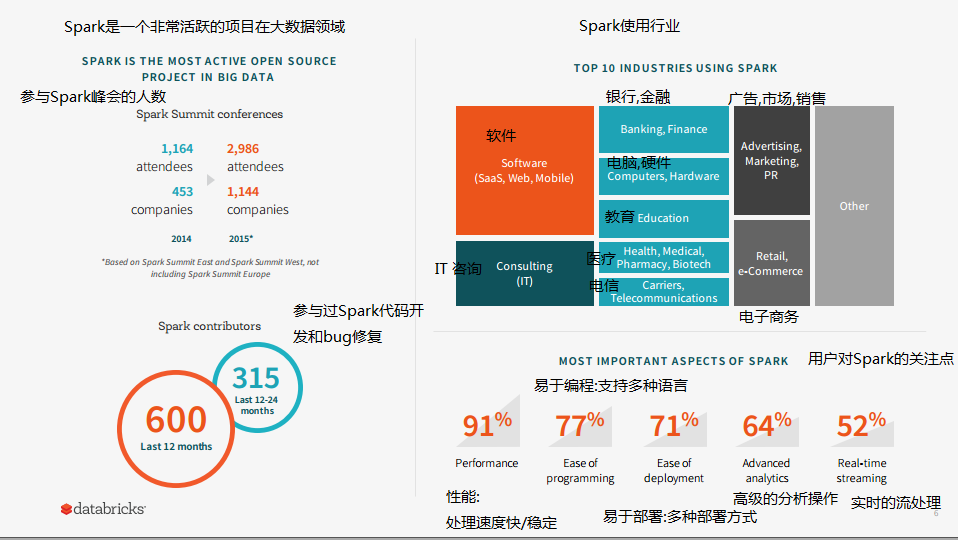 Spark是一个非常活跃的项目在大数据领域
SPARK IS THE MOST ACTIVE OPEN SOURCE
PROJECT IN BIG DATA
参与Spark峰会的人数
Spark Summit conferences
1,164
attendees
453
companies
2014
2,986
attendees
1,144
companies
2015*
*Based on Spark Summit East and Spark Summit West, not
including Spark Summit Europe
Spark contributors
参与过Spark代码开
发和bug修复
315
Last 12-24
months
600
Last 12 months
databricks
Spark使用行业
TOP 10 INDUSTRIES USING SPARK
软件
Software
(SaaS, Web, Mobile)
IT 咨询
Consulting
(IT)
银行,金融
Banking, Finance
电脑,硬件
Computers, Hardware
教育
Education
医疗
Health, Medical,
Pharmacy, Biotech
电信
Carriers,
Telecommunications
广告,市场,销售
Advertising,
Marketing,
PR
Retail,
e-Commerce
电子商务
Other
MOST IMPORTANT ASPECTS OF SPARK
用户对Spark的关注点
易于编程:支持多种语言
91%
Performance
性能:
处理速度快/稳定
77%
Ease of
programming
71%
Ease of
deployment
易于部署:多种部署方式
64%
Advanced
analytics
高级的分析操作
52%
Real-time
streaming
实时的流处理
6